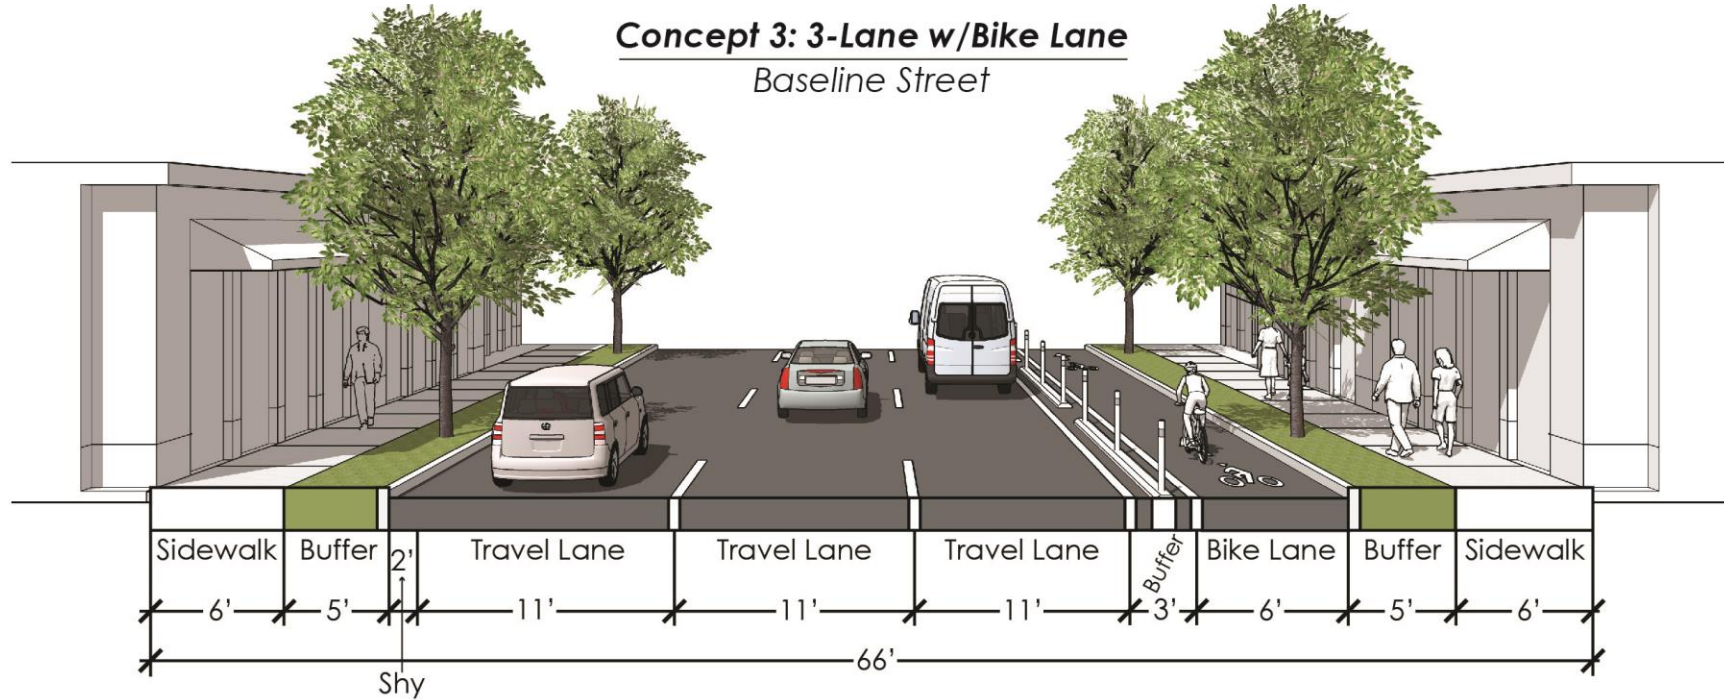 Concept 3: 3-Lane w/Bike Lane
Baseline Street
Sidewalk Buffer 2' Travel Lane Travel Lane Travel Lane Buffer Bike Lane Buffer Sidewalk
6' 5' 11' 11' 11' 3' 6' 5' 6'
66'
Shy